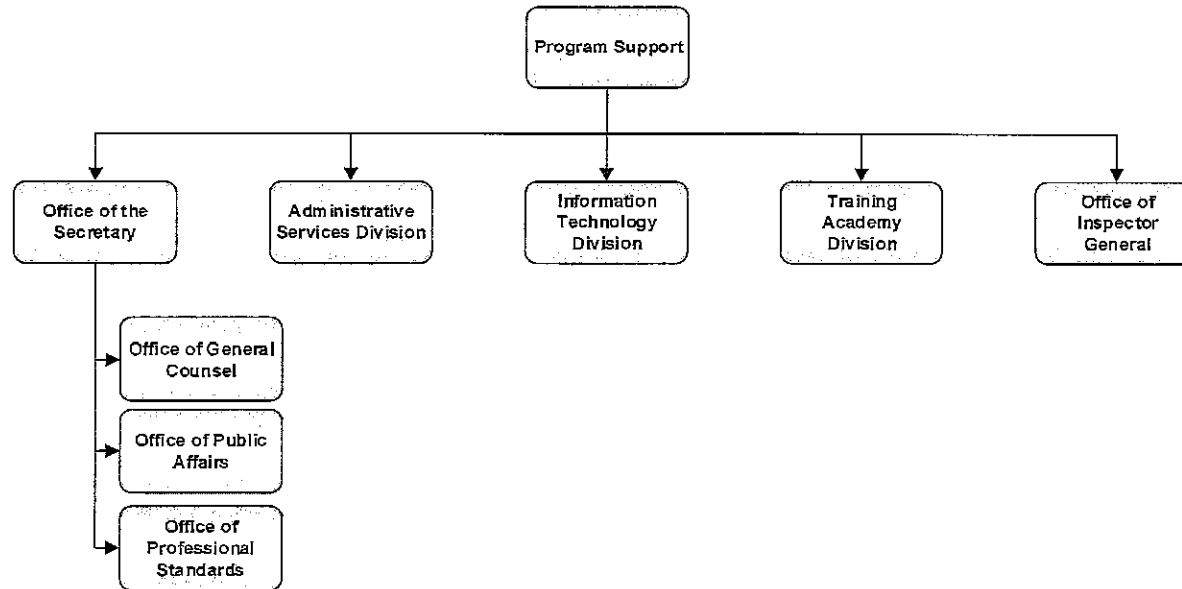 Program Support
Office of the
Secretary
Administrative
Services Division
Information
Technology
Division
Training
Academy
Division
Office of
Inspector
General
Office of General
Counsel
Office of Public
Affairs
Office of
Professional
Standards